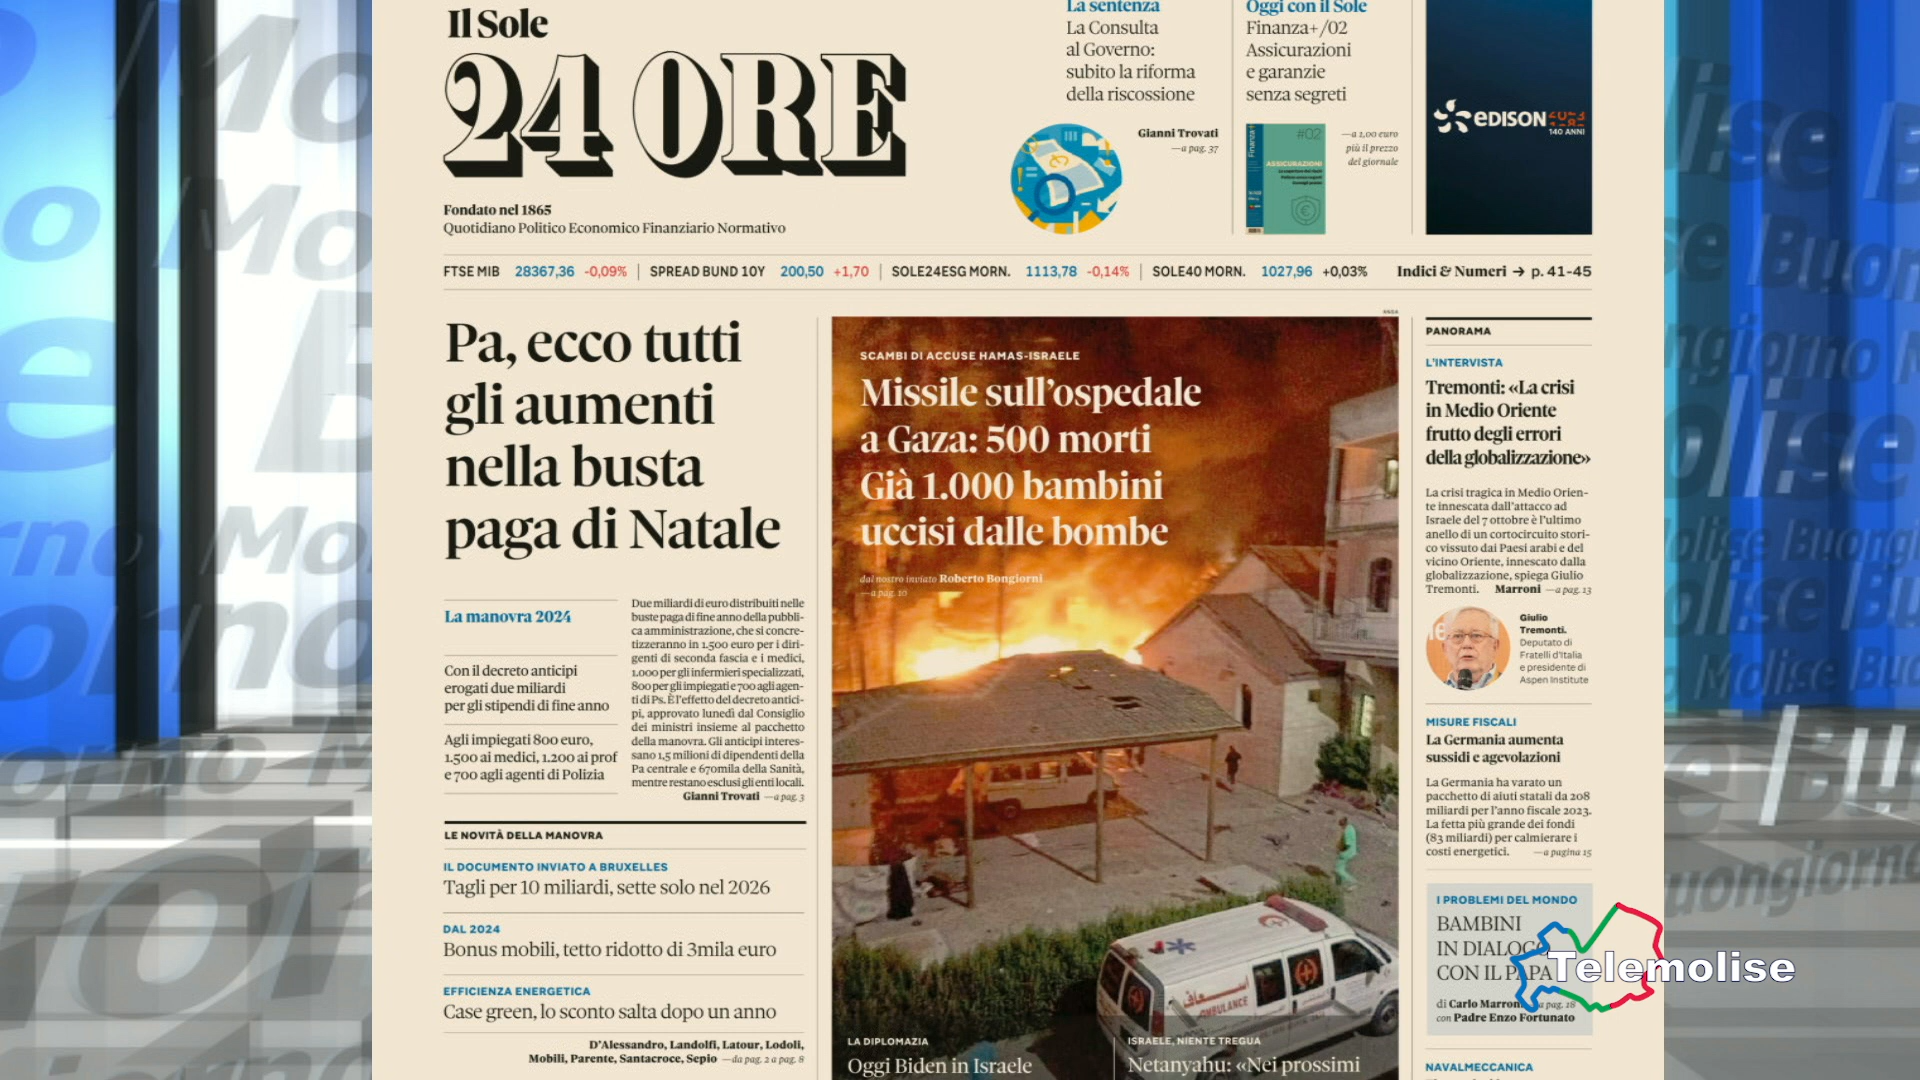 Il Sole
24 ORE
Fondato nel 1865
Quotidiano Politico Economico Finanziario Normativo
La sentenza
La Consulta
al Governo:
subito la riforma
della riscossione
Gianni Trovati
—a pag. 37
Oggi con il Sole
Finanza+/02
Assicurazioni
e garanzie
senza segreti
#02
Finanza+
ASSICURAZIONI
—a 1,00 euro
più il prezzo
del giornale
eDISON
140 ANNI
FTSE MIB 28367,36 -0,09% | SPREAD BUND 10Y 200,50 +1,70 | SOLE24ESG MORN. 1113,78 -0,14% | SOLE40 MORN. 1027,96 +0,03% Indici & Numeri → p. 41-45
Pa, ecco tutti
gli aumenti
nella busta
paga di Natale
La manovra 2024
Con il decreto anticipi
erogati due miliardi
per gli stipendi di fine anno
Agli impiegati 800 euro,
1.500 ai medici, 1.200 ai prof
e 700 agli agenti di Polizia
Due miliardi di euro distribuiti nelle
buste paga di fine anno della pubbli-
ca amministrazione, che si concre-
tizzeranno in 1.500 euro per i diri-
genti di seconda fascia e i medici,
1.000 per gli infermieri specializzati,
800 per gli impiegati e 700 agli agen-
ti di Ps. È l'effetto del decreto antici-
pi, approvato lunedì dal Consiglio
dei ministri insieme al pacchetto
della manovra. Gli anticipi interes-
sano 1,5 milioni di dipendenti della
Pa centrale e 670mila della Sanità,
mentre restano esclusi gli enti locali.
Gianni Trovati —a pag. 3
LE NOVITÀ DELLA MANOVRA
IL DOCUMENTO INVIATO A BRUXELLES
Tagli per 10 miliardi, sette solo nel 2026
DAL 2024
Bonus mobili, tetto ridotto di 3mila euro
EFFICIENZA ENERGETICA
Case green, lo sconto salta dopo un anno
D'Alessandro, Landolfi, Latour, Lodoli,
Mobili, Parente, Santacroce, Sepio —da pag. 2 a pag. 8
ANSA
SCAMBI DI ACCUSE HAMAS-ISRAELE
Missile sull'ospedale
a Gaza: 500 morti
Già 1.000 bambini
uccisi dalle bombe
dal nostro inviato Roberto Bongiorni
—a pag. 10
AMBULANCE
LA DIPLOMAZIA
Oggi Biden in Israele
ISRAELE, NIENTE TREGUA
Netanyahu: «Nei prossimi
PANORAMA
L'INTERVISTA
Tremonti: «La crisi
in Medio Oriente
frutto degli errori
della globalizzazione»
La crisi tragica in Medio Orien-
te innescata dall'attacco ad
Israele del 7 ottobre è l'ultimo
anello di un cortocircuito stori-
co vissuto dai Paesi arabi e del
vicino Oriente, innescato dalla
globalizzazione, spiega Giulio
Tremonti. Marroni —a pag. 13
Giulio
Tremonti.
Deputato di
Fratelli d'Italia
e presidente di
Aspen Institute
MISURE FISCALI
La Germania aumenta
sussidi e agevolazioni
La Germania ha varato un
pacchetto di aiuti statali da 208
miliardi per l'anno fiscale 2023.
La fetta più grande dei fondi
(83 miliardi) per calmierare i
costi energetici. —a pagina 15
I PROBLEMI DEL MONDO
BAMBINI
IN DIALOGO
CON IL PAPA
di Carlo Marroni —a pag. 18
con Padre Enzo Fortunato
NAVALMECCANICA
Telemolise